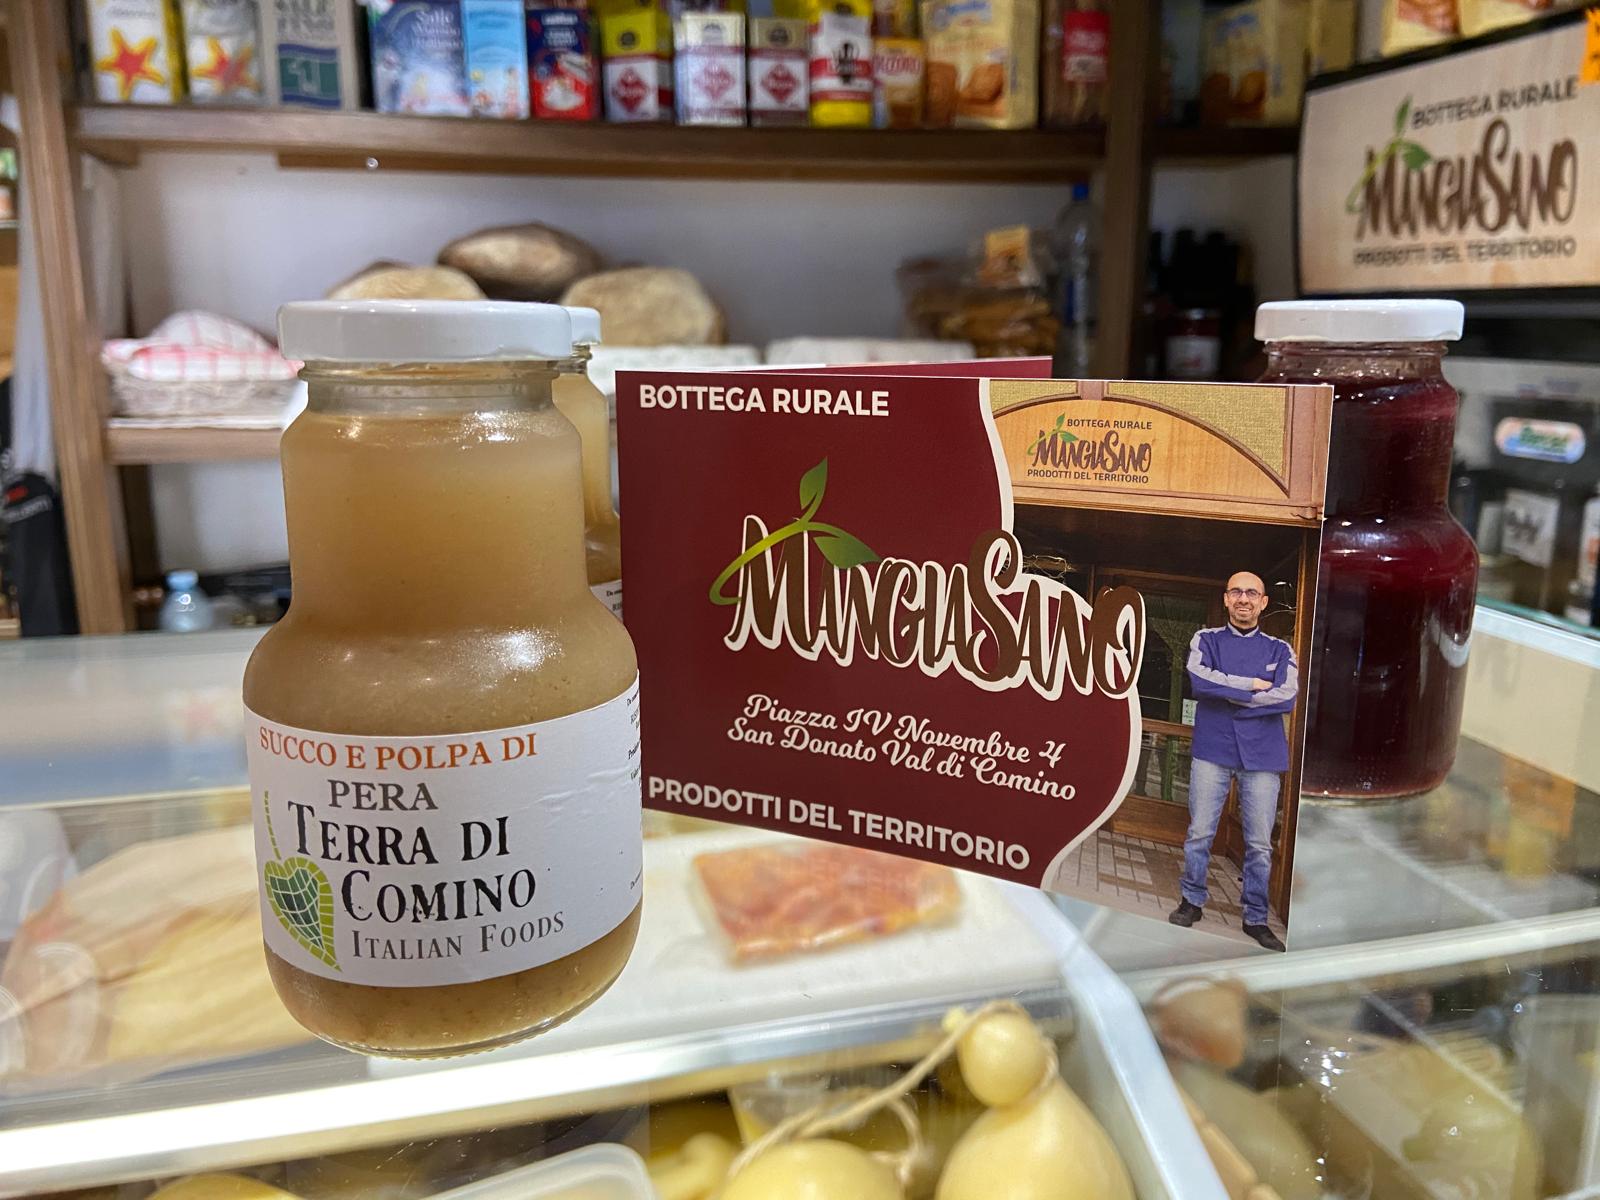 BOTTEGA RURALE
MANGIASANO
PRODOTTI DEL TERRITORIO
BOTTEGA RURALE
MANGIASANO
Piazza IV Novembre 4
San Donato Val di Comino
PRODOTTI DEL TERRITORIO
BOTTEGA RURALE
MANGIASANO
PRODOTTI DEL TERRITORIO
SUCCO E POLPA DI
PERA
TERRA DI
COMINO
ITALIAN FOODS